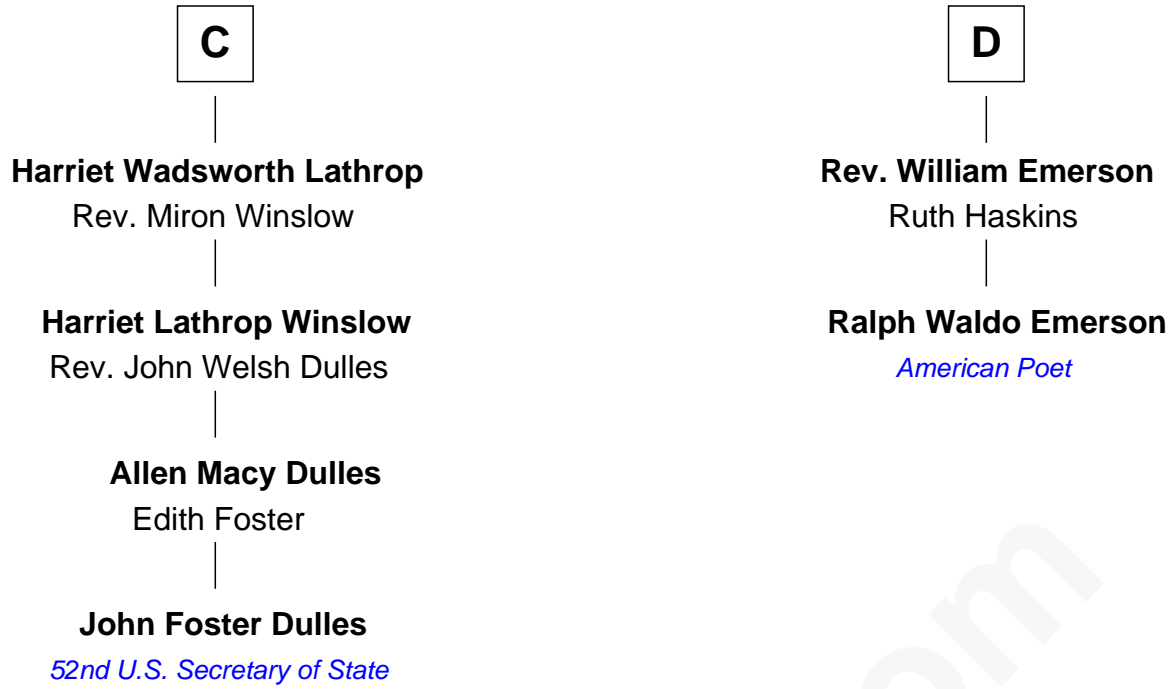 C
Harriet Wadsworth Lathrop
Rev. Miron Winslow
Harriet Lathrop Winslow
Rev. John Welsh Dulles
Allen Macy Dulles
Edith Foster
John Foster Dulles
52nd U.S. Secretary of State
D
Rev. William Emerson
Ruth Haskins
Ralph Waldo Emerson
American Poet
om